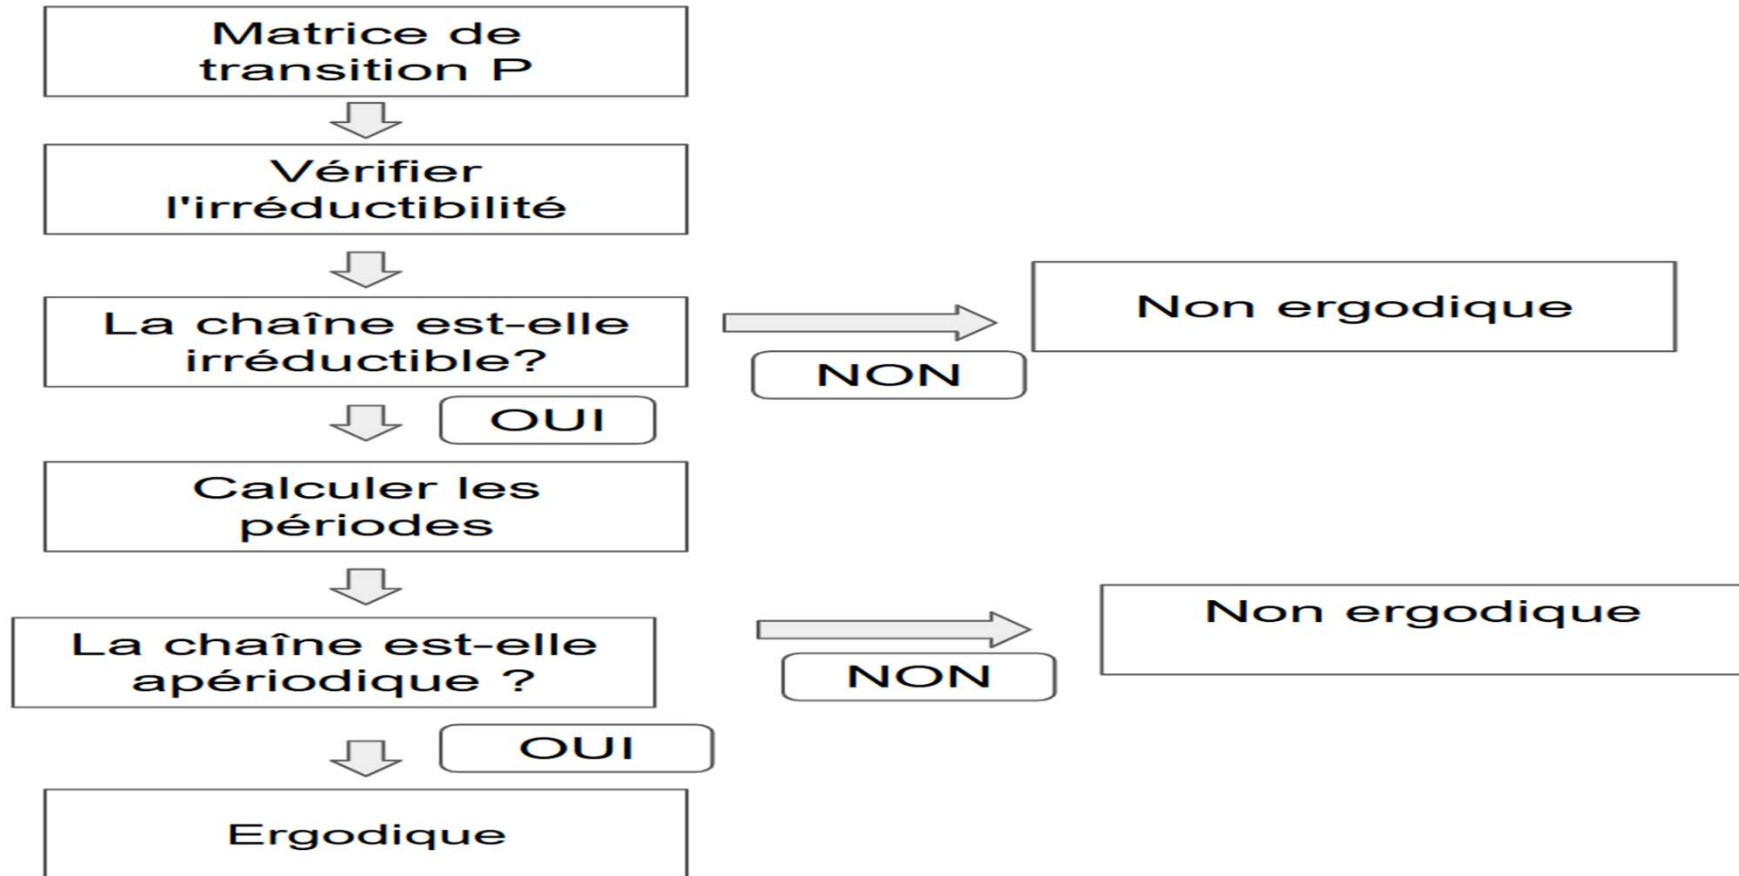 Matrice de
transition P
Vérifier
l'irréductibilité
La chaîne est-elle
irréductible?
Non ergodique
NON
OUI
Calculer les
périodes
La chaîne est-elle
apériodique ?
Non ergodique
NON
OUI
Ergodique